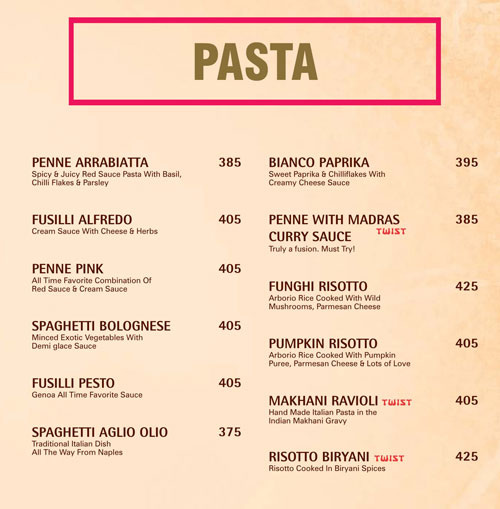 PASTA
PENNE ARRABIATTA 385
Spicy & Juicy Red Sauce Pasta With Basil,
Chilli Flakes & Parsley
FUSILLI ALFREDO 405
Cream Sauce With Cheese & Herbs
PENNE PINK 405
All Time Favorite Combination Of
Red Sauce & Cream Sauce
SPAGHETTI BOLOGNESE 405
Minced Exotic Vegetables With
Demi glace Sauce
FUSILLI PESTO 405
Genoa All Time Favorite Sauce
SPAGHETTI AGLIO OLIO 375
Traditional Italian Dish
All The Way From Naples
BIANCO PAPRIKA 395
Sweet Paprika & Chilliflakes With
Creamy Cheese Sauce
PENNE WITH MADRAS 385
CURRY SAUCE TWIST
Truly a fusion. Must Try!
FUNGHI RISOTTO 425
Arborio Rice Cooked With Wild
Mushrooms, Parmesan Cheese
PUMPKIN RISOTTO 405
Arborio Rice Cooked With Pumpkin
Puree, Parmesan Cheese & Lots of Love
MAKHANI RAVIOLI TWIST 405
Hand Made Italian Pasta in the
Indian Makhani Gravy
RISOTTO BIRYANI TWIST 425
Risotto Cooked In Biryani Spices